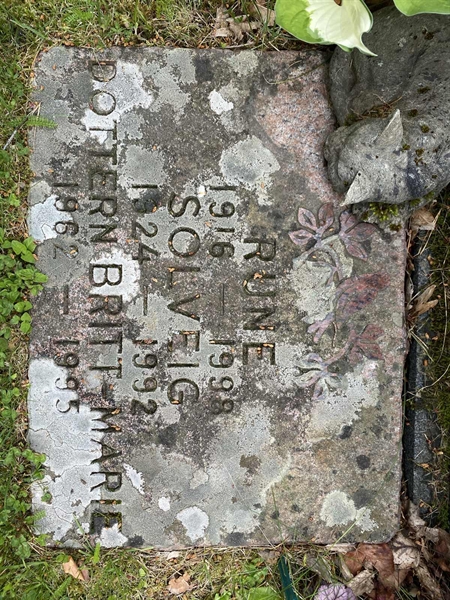 RUNE
1916 — 1998
SOLVEIG
1924 — 1992
DOTTERN BRITT-MARIE
1962 — 1995